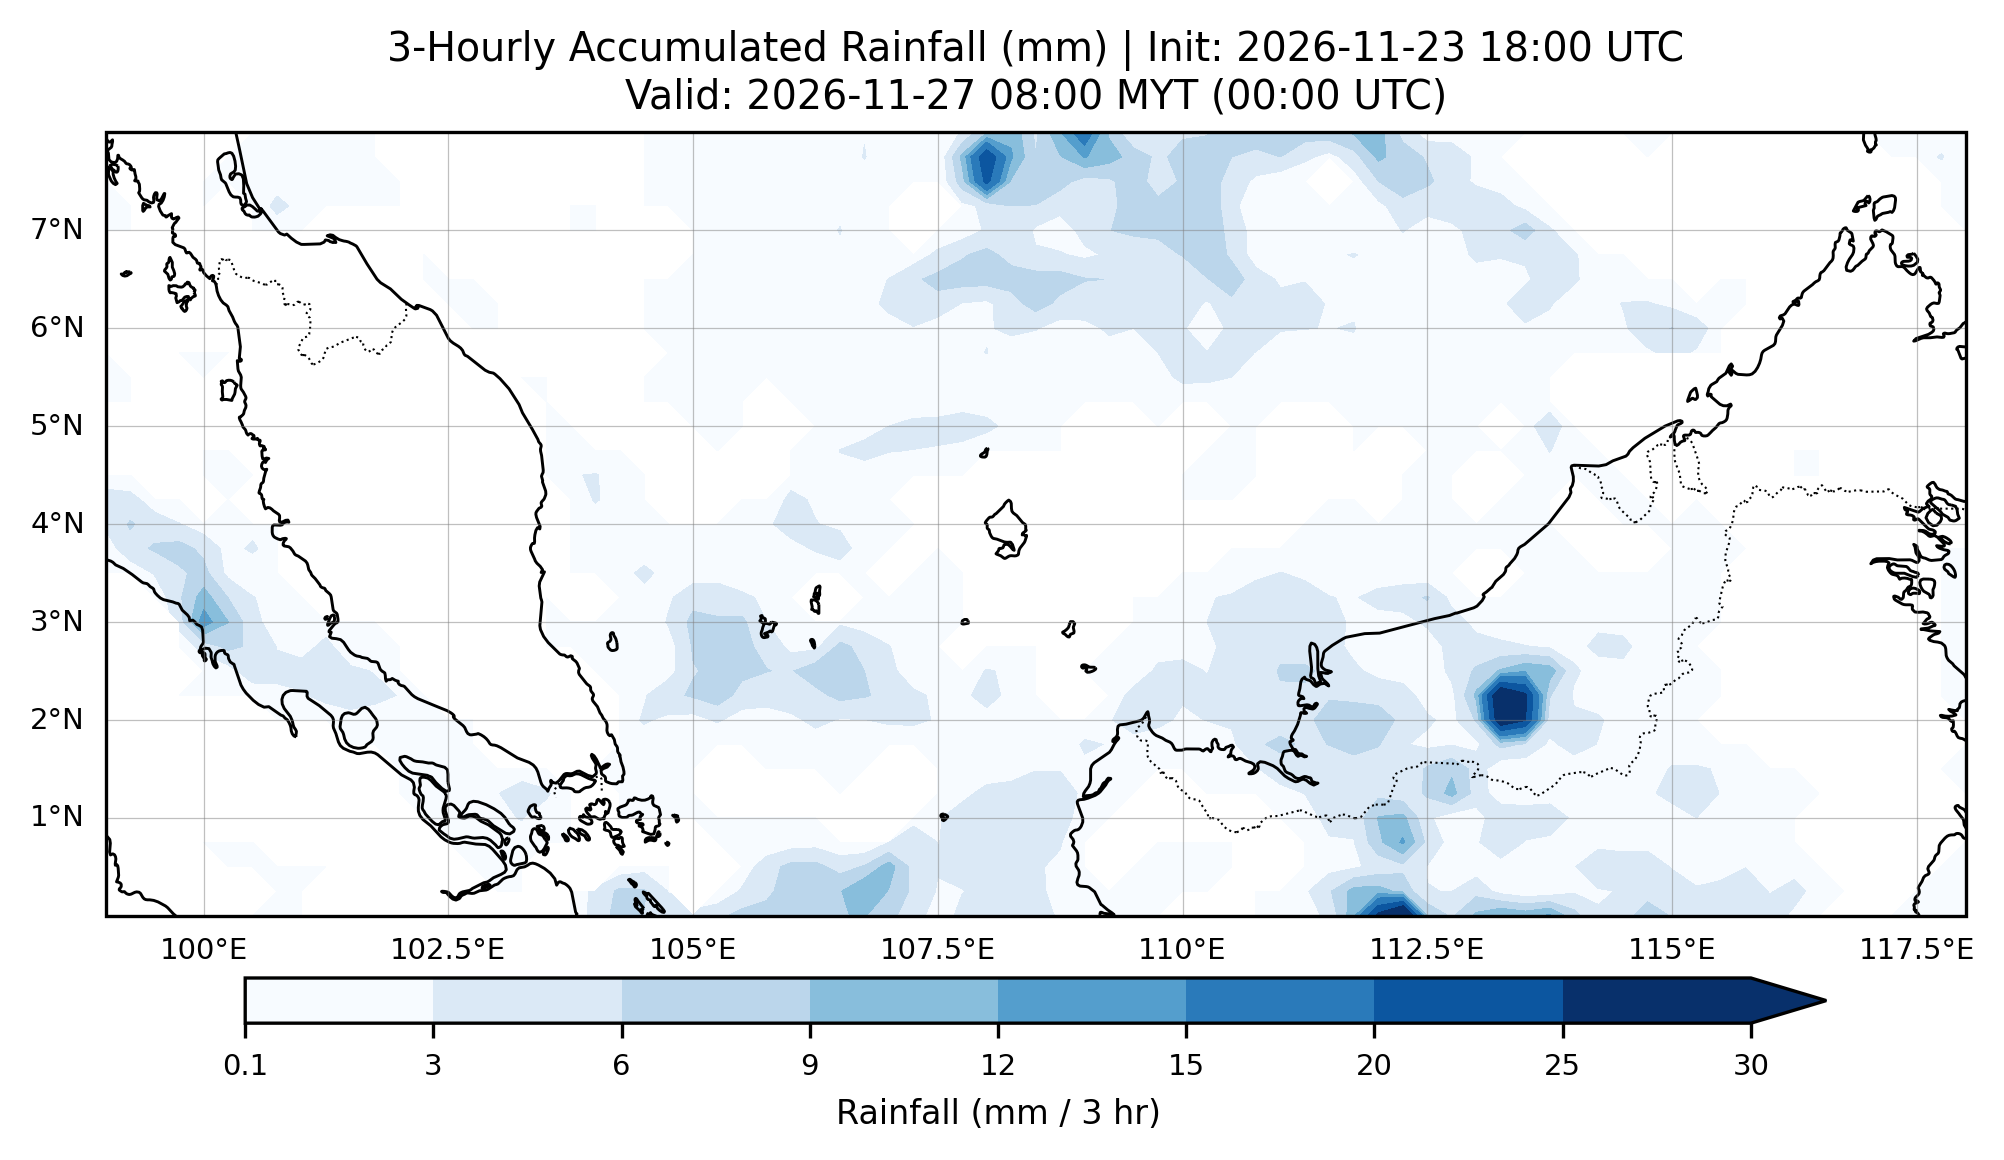 3-Hourly Accumulated Rainfall (mm) | Init: 2026-11-23 18:00 UTC
Valid: 2026-11-27 08:00 MYT (00:00 UTC)
7°N
6°N
5°N
4°N
3°N
2°N
1°N
100°E 102.5°E 105°E 107.5°E 110°E 112.5°E 115°E 117.5°E
0.1 3 6 9 12 15 20 25 30
Rainfall (mm / 3 hr)